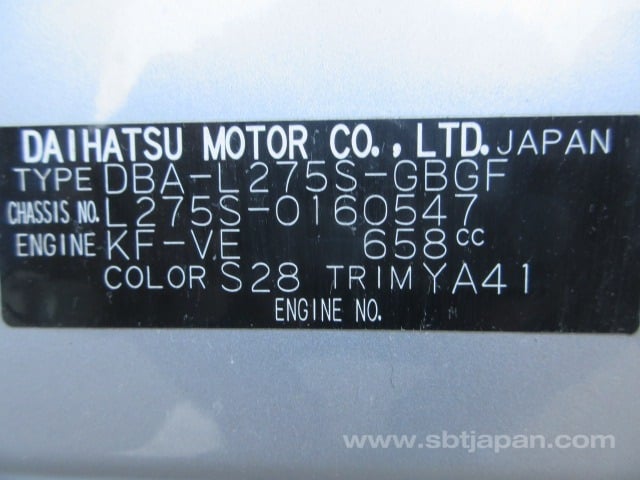 DAIHATSU MOTOR CO., LTD. JAPAN
TYPE DBA-L275S-GBGF
CHASSIS NO. L275S-0160547
ENGINE KF-VE 658cc
COLOR S28 TRIM YA41
ENGINE NO.
www.sbtjapan.com